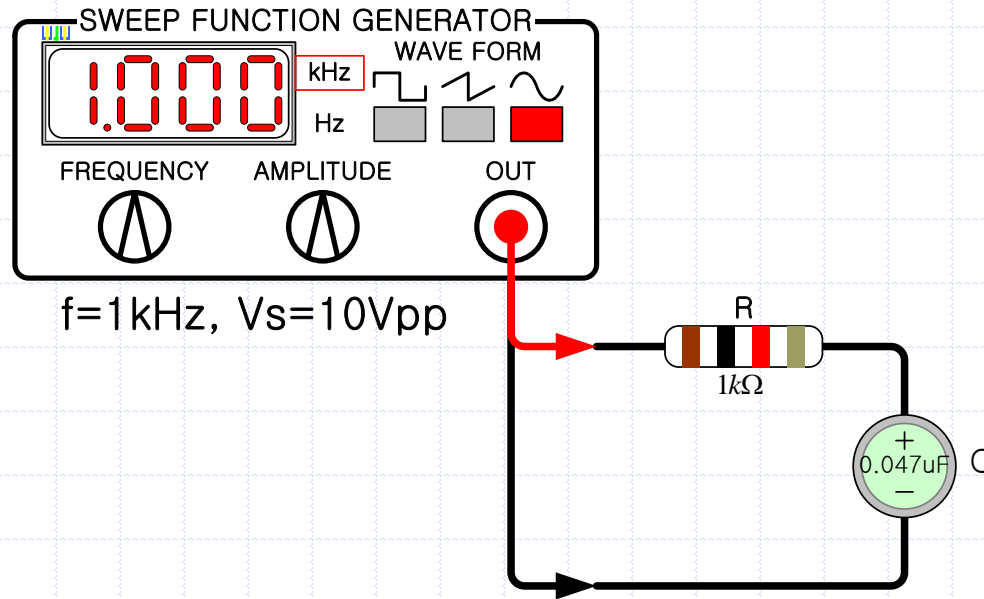 SWEEP FUNCTION GENERATOR
WAVE FORM
1.000
kHz
Hz
FREQUENCY
AMPLITUDE
OUT
f=1kHz, Vs=10Vpp
R
1kΩ
+
0.047uF
−